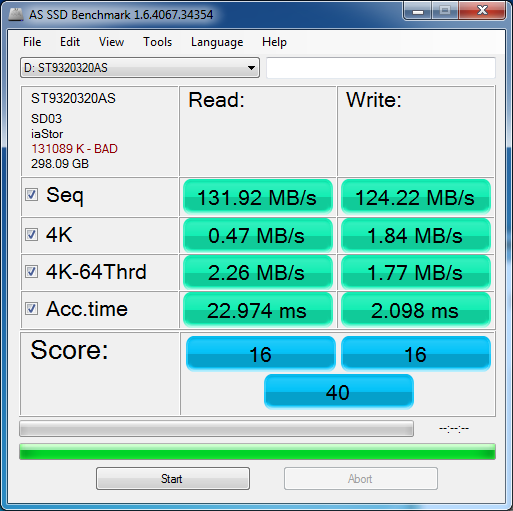 AS SSD Benchmark 1.6.4067.34354
File Edit View Tools Language Help
D: ST9320320AS
ST9320320AS
SD03
iaStor
131089 K - BAD
298.09 GB
Read: Write:
Seq 131.92 MB/s 124.22 MB/s
4K 0.47 MB/s 1.84 MB/s
4K-64Thrd 2.26 MB/s 1.77 MB/s
Acc.time 22.974 ms 2.098 ms
Score: 16 16
40
--:--:--
Start Abort